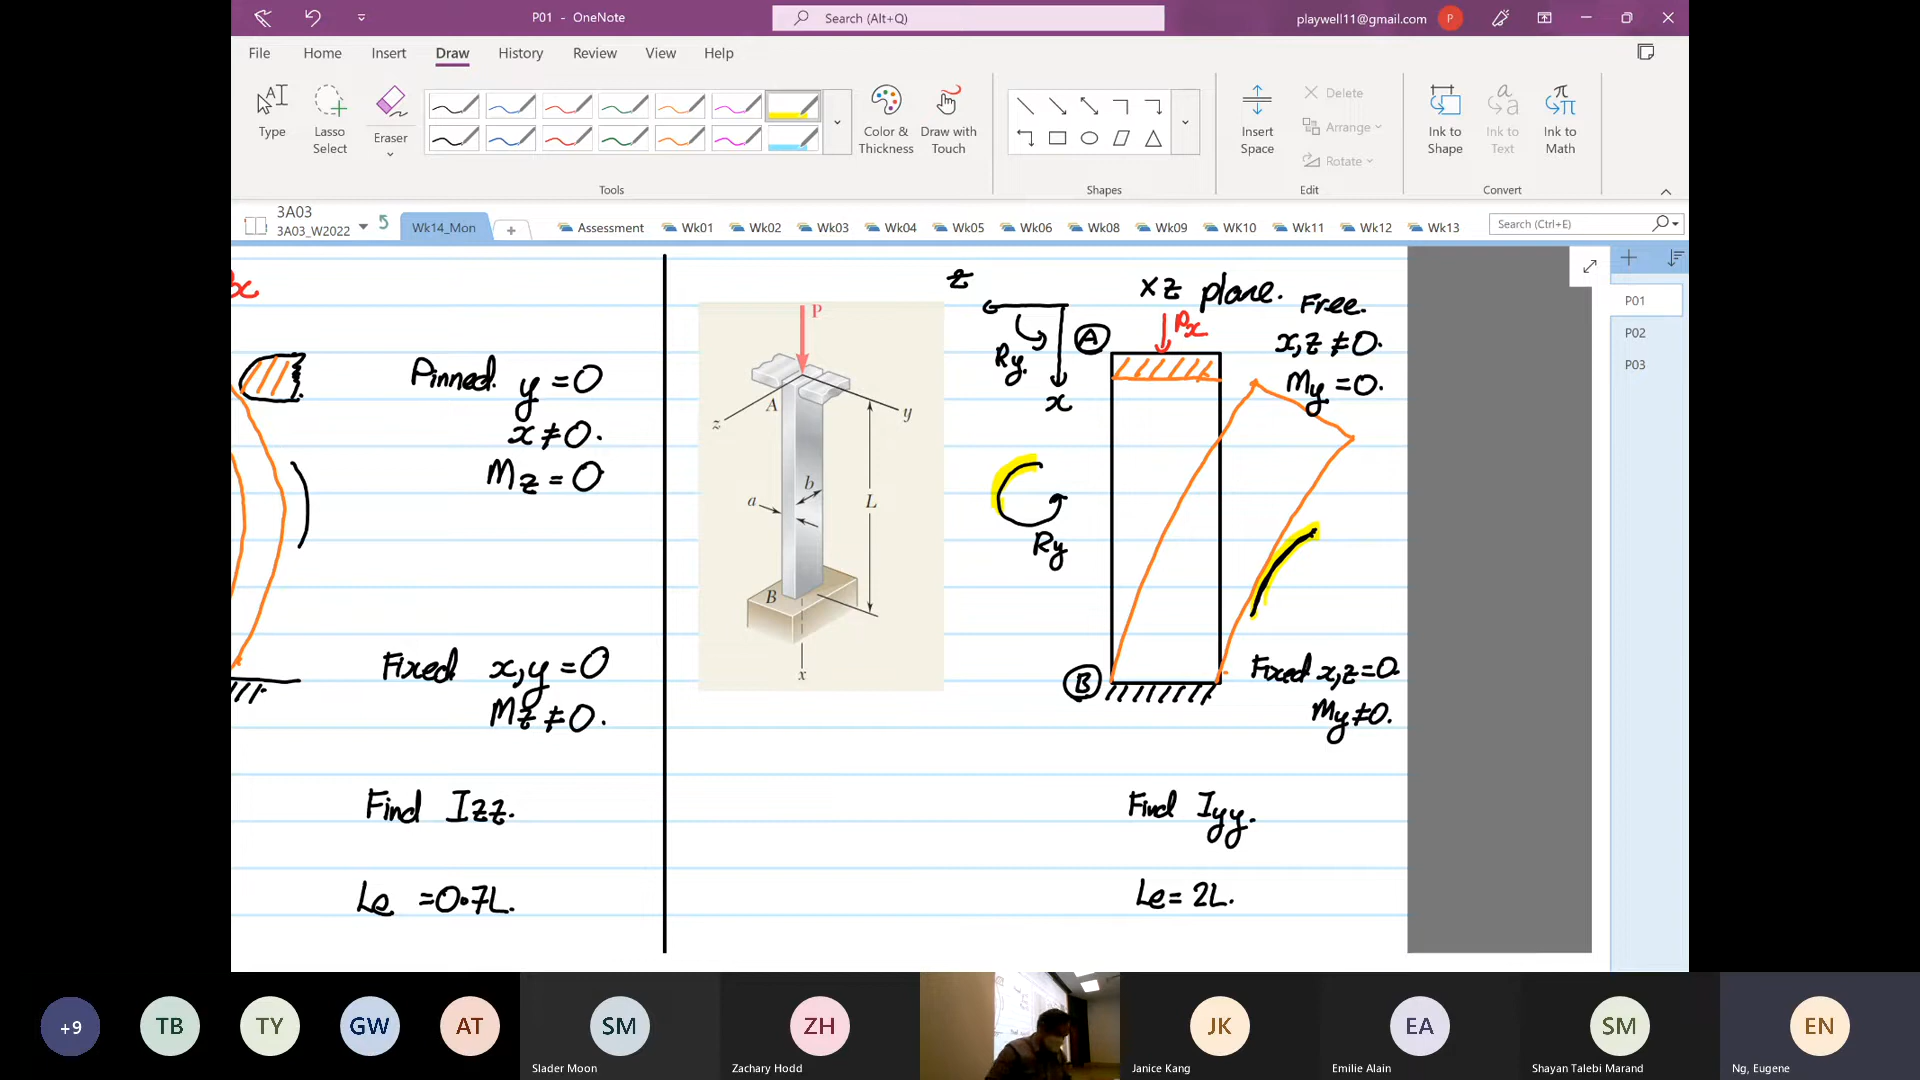 P01 - OneNote
Search (Alt+Q)
playwell11@gmail.com
P
File Home Insert Draw History Review View Help
Type
Lasso Select
Eraser
Color & Thickness
Draw with Touch
Insert Space
Delete
Arrange
Rotate
Ink to Shape
Ink to Text
Ink to Math
Tools
Shapes
Edit
Convert
3A03
3A03_W2022
Wk14_Mon
Assessment Wk01 Wk02 Wk03 Wk04 Wk05 Wk06 Wk08 Wk09 WK10 Wk11 Wk12 Wk13
Search (Ctrl+E)
P01
P02
P03
Pinned. y = 0
x ≠ 0.
Mz = 0
Fixed x,y = 0
Mz ≠ 0.
Find Izz.
Le = 0.7L.
P
A
z
y
b
a
L
B
x
z
Ry.
x
xz plane.
Px
A
Free.
x,z ≠ 0.
My = 0.
Ry
B
Fixed x,z = 0
My ≠ 0.
Find Iyy.
Le = 2L.
+9
TB
TY
GW
AT
SM
Slader Moon
ZH
Zachary Hodd
JK
Janice Kang
EA
Emilie Alain
SM
Shayan Talebi Marand
EN
Ng, Eugene